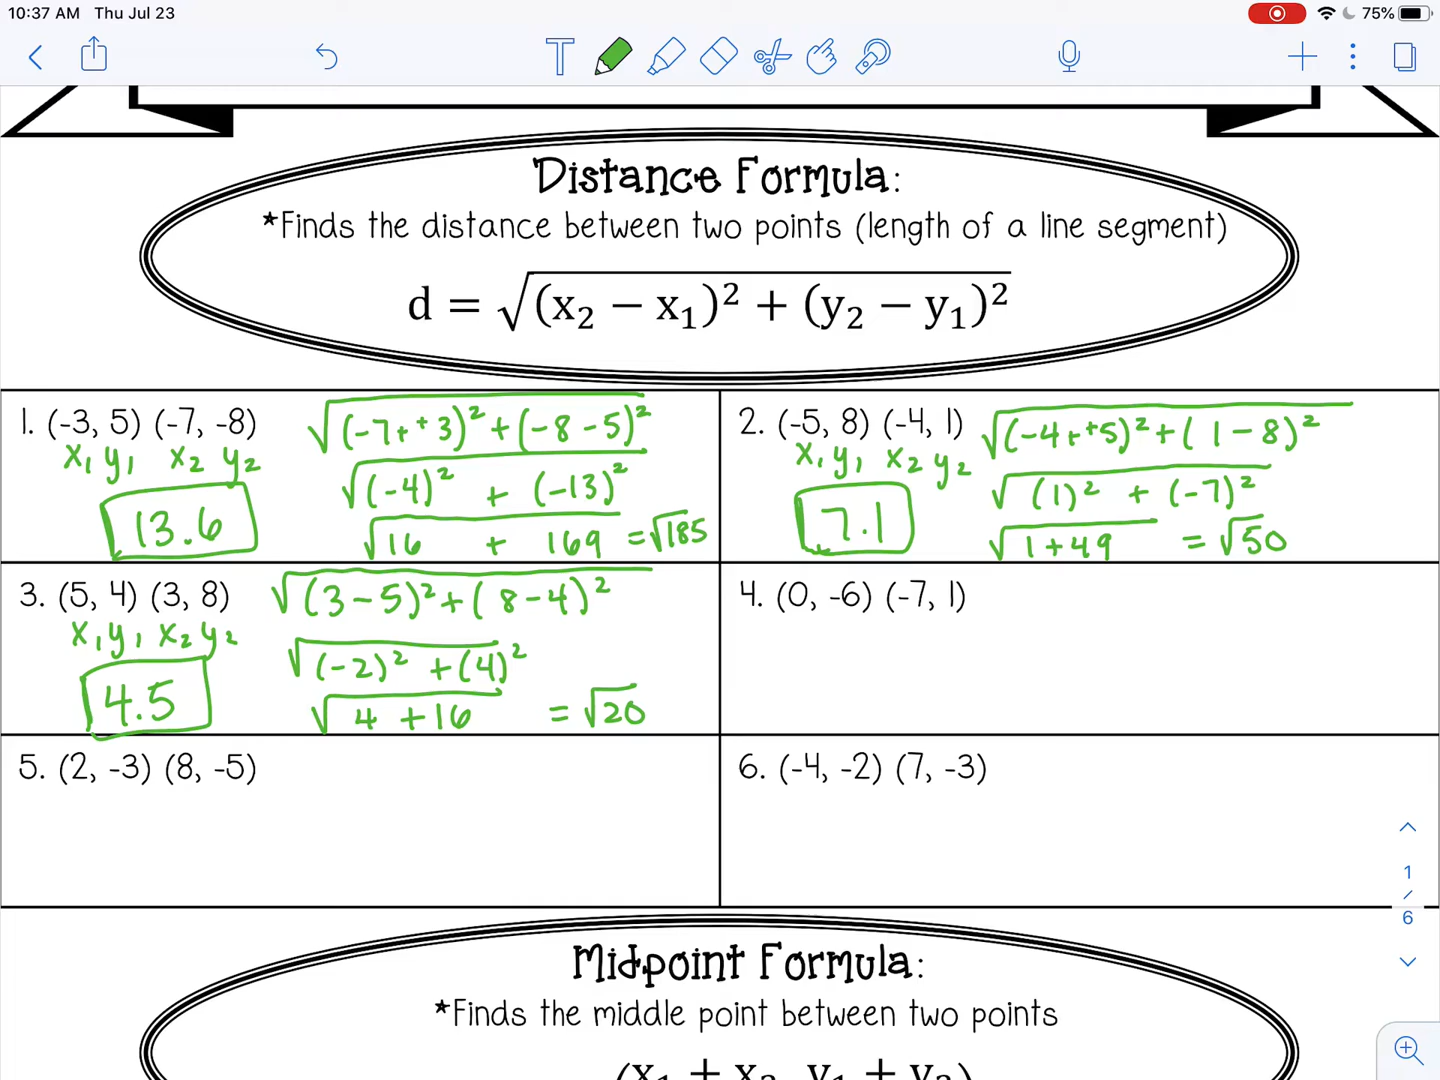 10:37 AM Thu Jul 23
75%
T
Distance Formula:
*Finds the distance between two points (length of a line segment)
d = √(x₂ − x₁)² + (y₂ − y₁)²
1. (-3, 5) (-7, -8)
x₁ y₁ x₂ y₂
√(-7++3)² + (-8-5)²
√(-4)² + (-13)²
√16 + 169 = √185
13.6
2. (-5, 8) (-4, 1)
x₁ y₁ x₂ y₂
√(-4++5)² + (1-8)²
√(1)² + (-7)²
√1+49 = √50
7.1
3. (5, 4) (3, 8)
x₁ y₁ x₂ y₂
√(3-5)² + (8-4)²
√(-2)² + (4)²
√4 + 16 = √20
4.5
4. (0, -6) (-7, 1)
5. (2, -3) (8, -5)
6. (-4, -2) (7, -3)
1
/
6
Midpoint Formula:
*Finds the middle point between two points
(x₁ + x₂, y₁ + y₂)